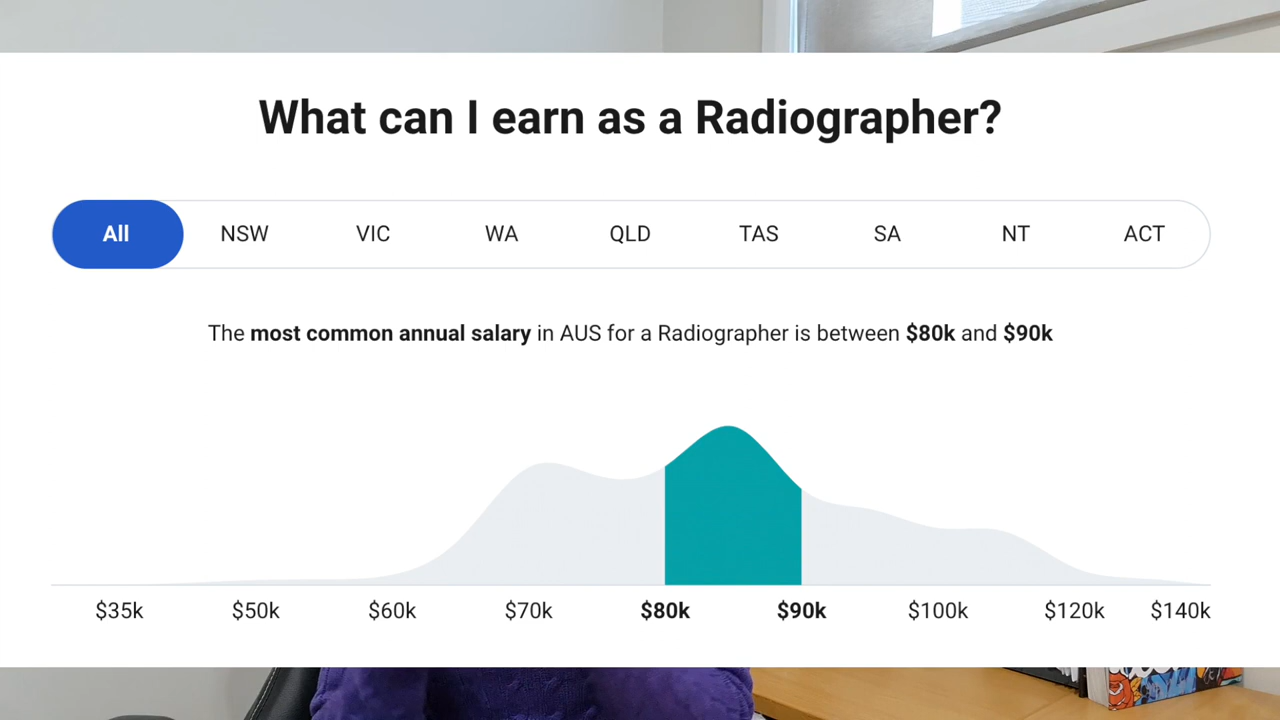 What can I earn as a Radiographer?
All NSW VIC WA QLD TAS SA NT ACT
The most common annual salary in AUS for a Radiographer is between $80k and $90k
$35k $50k $60k $70k $80k $90k $100k $120k $140k